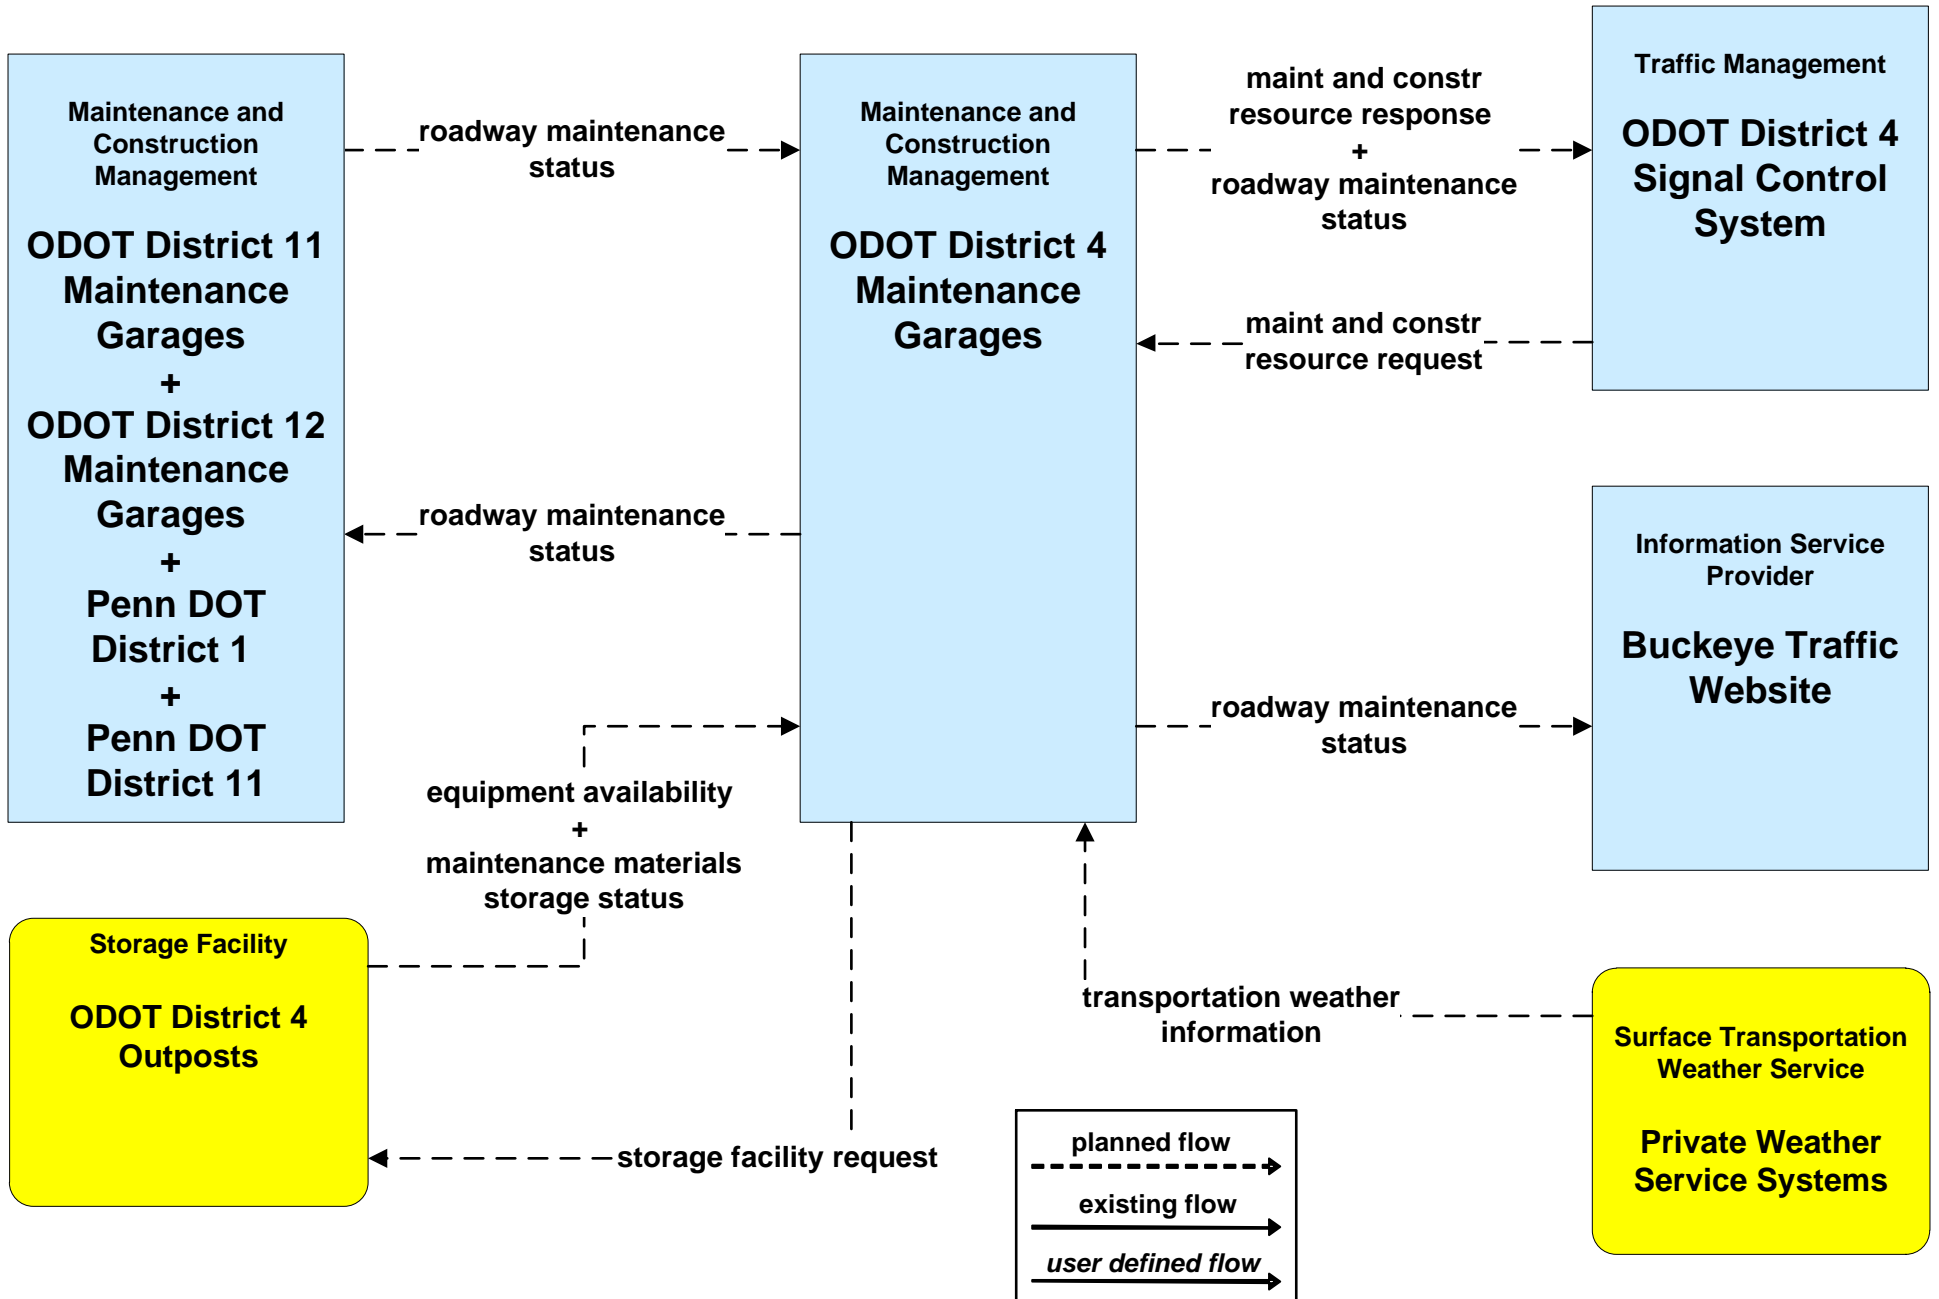 Maintenance and
Construction
Management
ODOT District 11
Maintenance
Garages
+
ODOT District 12
Maintenance
Garages
+
Penn DOT
District 1
+
Penn DOT
District 11
roadway maintenance
status
roadway maintenance
status
Maintenance and
Construction
Management
ODOT District 4
Maintenance
Garages
maint and constr
resource response
+
roadway maintenance
status
maint and constr
resource request
Traffic Management
ODOT District 4
Signal Control
System
roadway maintenance
status
Information Service
Provider
Buckeye Traffic
Website
equipment availability
+
maintenance materials
storage status
Storage Facility
ODOT District 4
Outposts
storage facility request
transportation weather
information
Surface Transportation
Weather Service
Private Weather
Service Systems
planned flow
existing flow
user defined flow